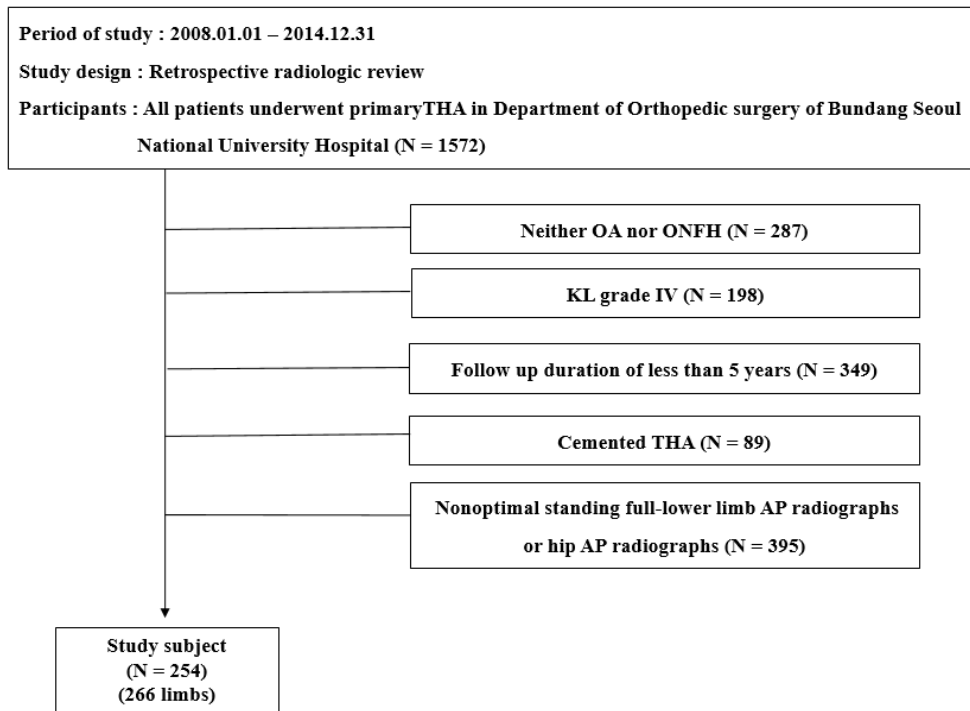 Period of study : 2008.01.01 – 2014.12.31
Study design : Retrospective radiologic review
Participants : All patients underwent primaryTHA in Department of Orthopedic surgery of Bundang Seoul
National University Hospital (N = 1572)
Neither OA nor ONFH (N = 287)
KL grade IV (N = 198)
Follow up duration of less than 5 years (N = 349)
Cemented THA (N = 89)
Nonoptimal standing full-lower limb AP radiographs
or hip AP radiographs (N = 395)
Study subject
(N = 254)
(266 limbs)